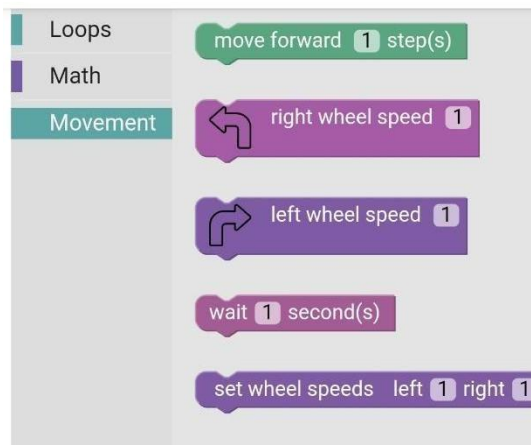 Loops
Math
Movement
move forward 1 step(s)
right wheel speed 1
left wheel speed 1
wait 1 second(s)
set wheel speeds left 1 right 1